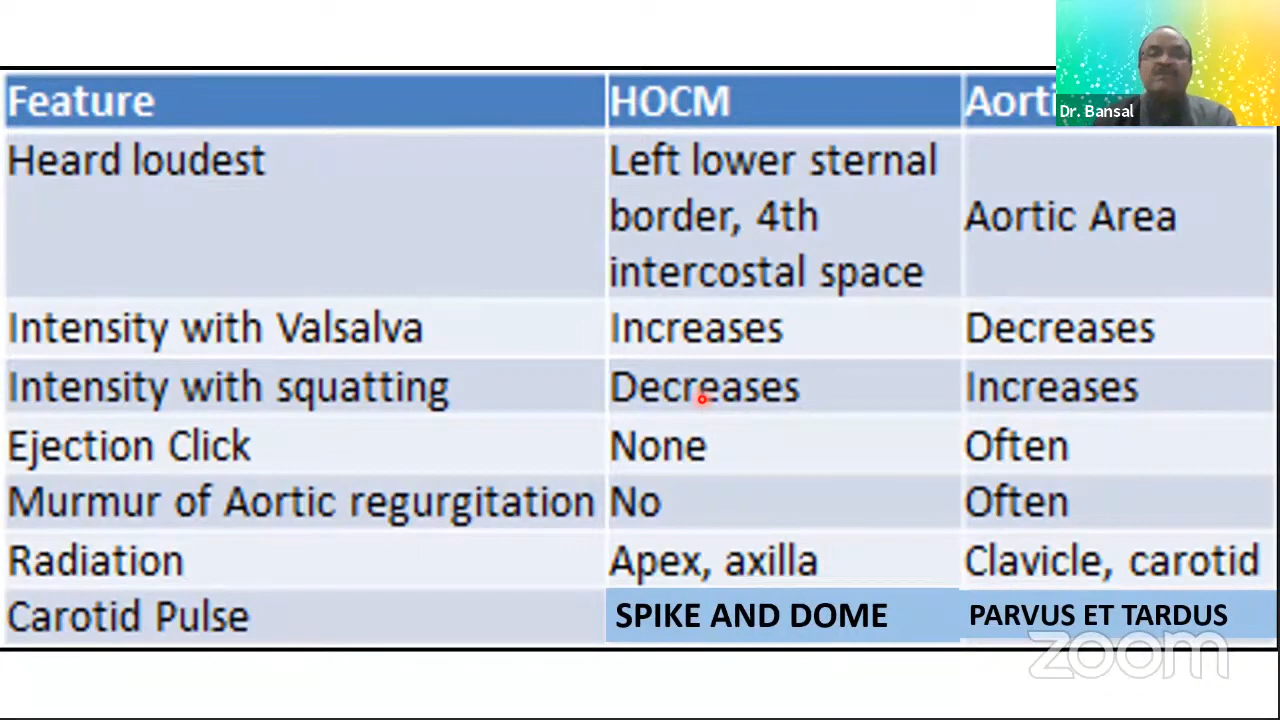 Dr. Bansal
Feature HOCM
Heard loudest Left lower sternal
border, 4th Aortic Area
intercostal space
Intensity with Valsalva Increases Decreases
Intensity with squatting Decreases Increases
Ejection Click None Often
Murmur of Aortic regurgitation No Often
Radiation Apex, axilla Clavicle, carotid
Carotid Pulse SPIKE AND DOME PARVUS ET TARDUS
zoom